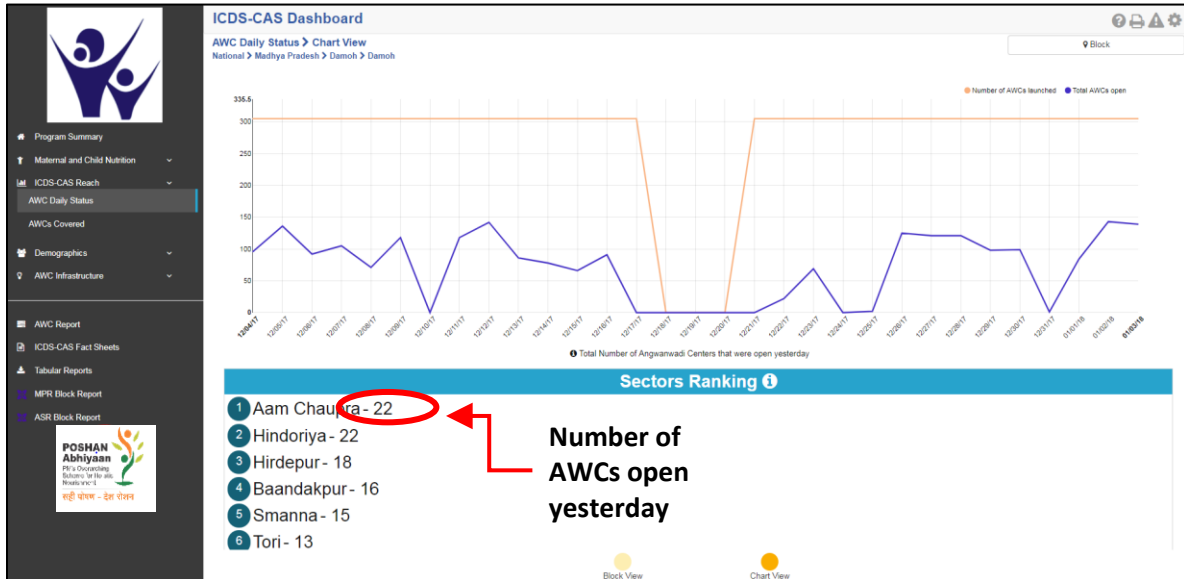 ICDS-CAS Dashboard
AWC Daily Status > Chart View
National > Madhya Pradesh > Damoh > Damoh
Block
Program Summary
Maternal and Child Nutrition
ICDS-CAS Reach
AWC Daily Status
AWCs Covered
Demographics
AWC Infrastructure
AWC Report
ICDS-CAS Fact Sheets
Tabular Reports
MPR Block Report
ASR Block Report
POSHAN
Abhiyaan
PM's Overarching
Scheme for Holistic
Nourishment
सही पोषण - देश रोशन
Number of AWCs launched Total AWCs open
335.5
300
250
200
150
100
50
0
12/04/17 12/05/17 12/06/17 12/07/17 12/08/17 12/09/17 12/10/17 12/11/17 12/12/17 12/13/17 12/14/17 12/15/17 12/16/17 12/17/17 12/18/17 12/19/17 12/20/17 12/21/17 12/22/17 12/23/17 12/24/17 12/25/17 12/26/17 12/27/17 12/28/17 12/29/17 12/30/17 12/31/17 01/01/18 01/02/18 01/03/18
Total Number of Angwanwadi Centers that were open yesterday
Sectors Ranking
1 Aam Chaupra - 22
2 Hindoriya - 22
3 Hirdepur - 18
4 Baandakpur - 16
5 Smanna - 15
6 Tori - 13
Number of
AWCs open
yesterday
Block View Chart View